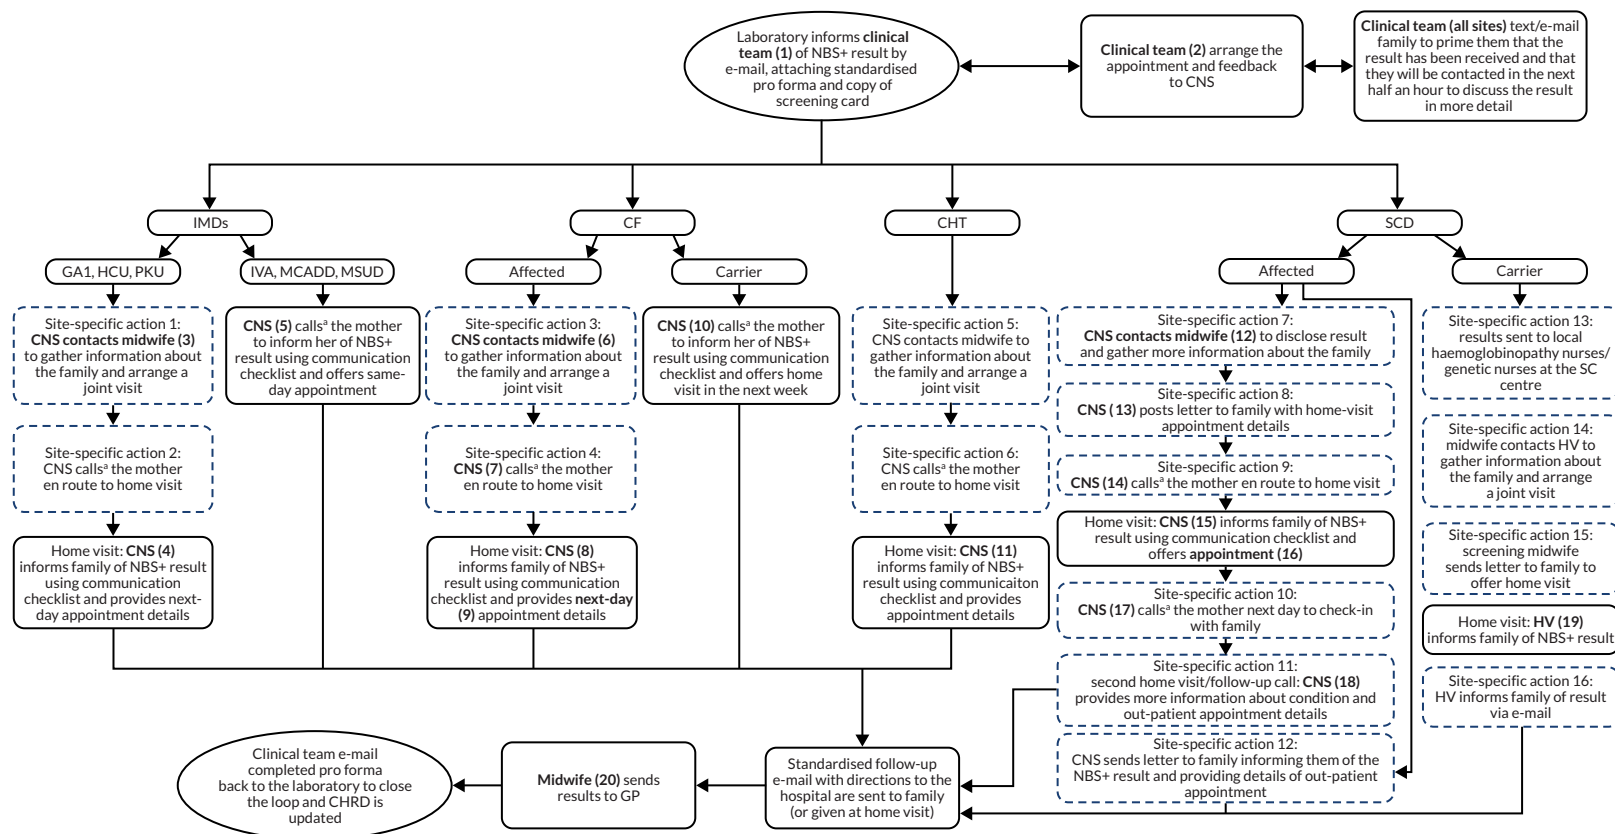 Laboratory informs clinical
team (1) of NBS+ result by
e-mail, attaching standardised
pro forma and copy of
screening card
Clinical team (2) arrange the
appointment and feedback
to CNS
Clinical team (all sites) text/e-mail
family to prime them that the
result has been received and that
they will be contacted in the next
half an hour to discuss the result
in more detail
IMDs
CF
CHT
SCD
GA1, HCU, PKU
IVA, MCADD, MSUD
Affected
Carrier
Affected
Carrier
Site-specific action 1:
CNS contacts midwife (3)
to gather information about
the family and arrange a
joint visit
CNS (5) callsa the mother
to inform her of NBS+
result using communication
checklist and offers same-
day appointment
Site-specific action 3:
CNS contacts midwife (6)
to gather information about
the family and arrange a
joint visit
CNS (10) callsa the mother
to inform her of NBS+
result using communication
checklist and offers home
visit in the next week
Site-specific action 5:
CNS contacts midwife to
gather information about
the family and arrange a
joint visit
Site-specific action 7:
CNS contacts midwife (12) to disclose result
and gather more information about the family
Site-specific action 13:
results sent to local
haemoglobinopathy nurses/
genetic nurses at the SC
centre
Site-specific action 8:
CNS (13) posts letter to family with home-visit
appointment details
Site-specific action 2:
CNS callsa the mother
en route to home visit
Site-specific action 4:
CNS (7) callsa the mother
en route to home visit
Site-specific action 6:
CNS callsa the mother
en route to home visit
Site-specific action 9:
CNS (14) callsa the mother en route to home visit
Site-specific action 14:
midwife contacts HV to
gather information about
the family and arrange
a joint visit
Home visit: CNS (4)
informs family of NBS+ result
using communication
checklist and provides next-
day appointment details
Home visit: CNS (8)
informs family of NBS+
result using communication
checklist and provides next-day
(9) appointment details
Home visit: CNS (11)
informs family of NBS+
result using communicaiton
checklist and provides
appointment details
Home visit: CNS (15) informs family of NBS+
result using communication checklist and
offers appointment (16)
Site-specific action 15:
screening midwife
sends letter to family to
offer home visit
Site-specific action 10:
CNS (17) callsa the mother next day to check-in
with family
Home visit: HV (19)
informs family of NBS+ result
Site-specific action 11:
second home visit/follow-up call: CNS (18)
provides more information about condition and
out-patient appointment details
Site-specific action 16:
HV informs family of result
via e-mail
Site-specific action 12:
CNS sends letter to family informing them of the
NBS+ result and providing details of out-patient
appointment
Clinical team e-mail
completed pro forma
back to the laboratory to close
the loop and CHRD is
updated
Midwife (20) sends
results to GP
Standardised follow-up
e-mail with directions to the
hospital are sent to family
(or given at home visit)